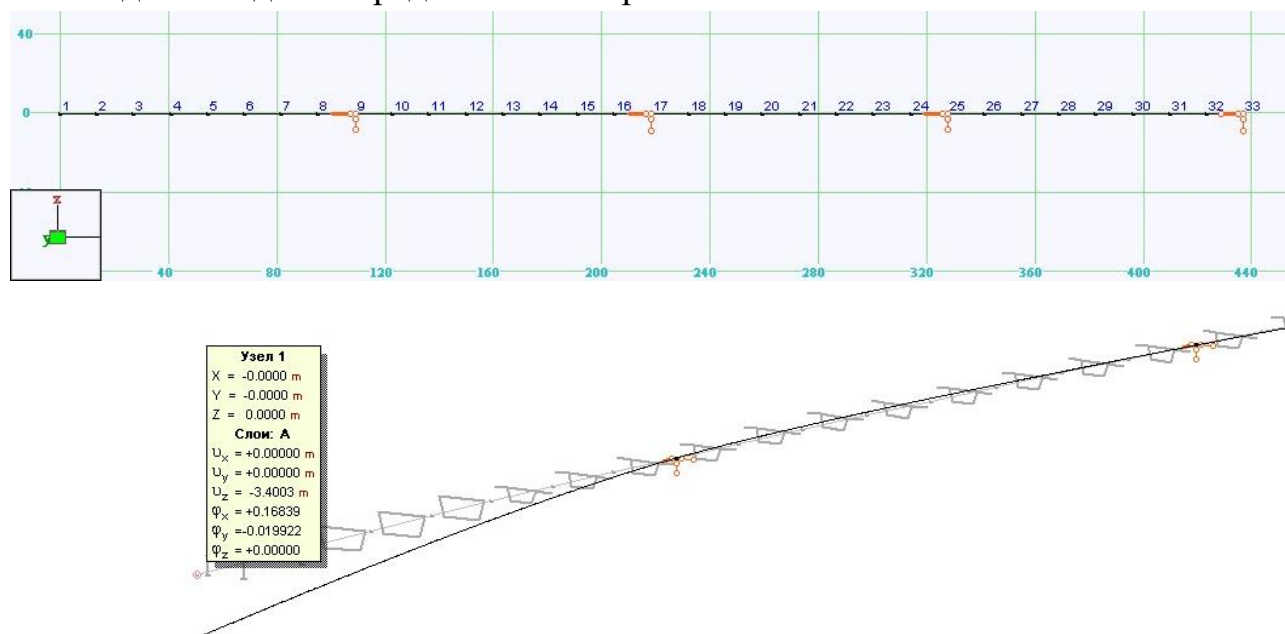 40
1 2 3 4 5 6 7 8 9 10 11 12 13 14 15 16 17 18 19 20 21 22 23 24 25 26 27 28 29 30 31 32 33
0
z
y
40 80 120 160 200 240 280 320 360 400 440
Узел 1
X = -0.0000 m
Y = -0.0000 m
Z = 0.0000 m
Слои: A
υx = +0.00000 m
υy = +0.00000 m
υz = -3.4003 m
φx = +0.16839
φy = -0.019922
φz = +0.00000